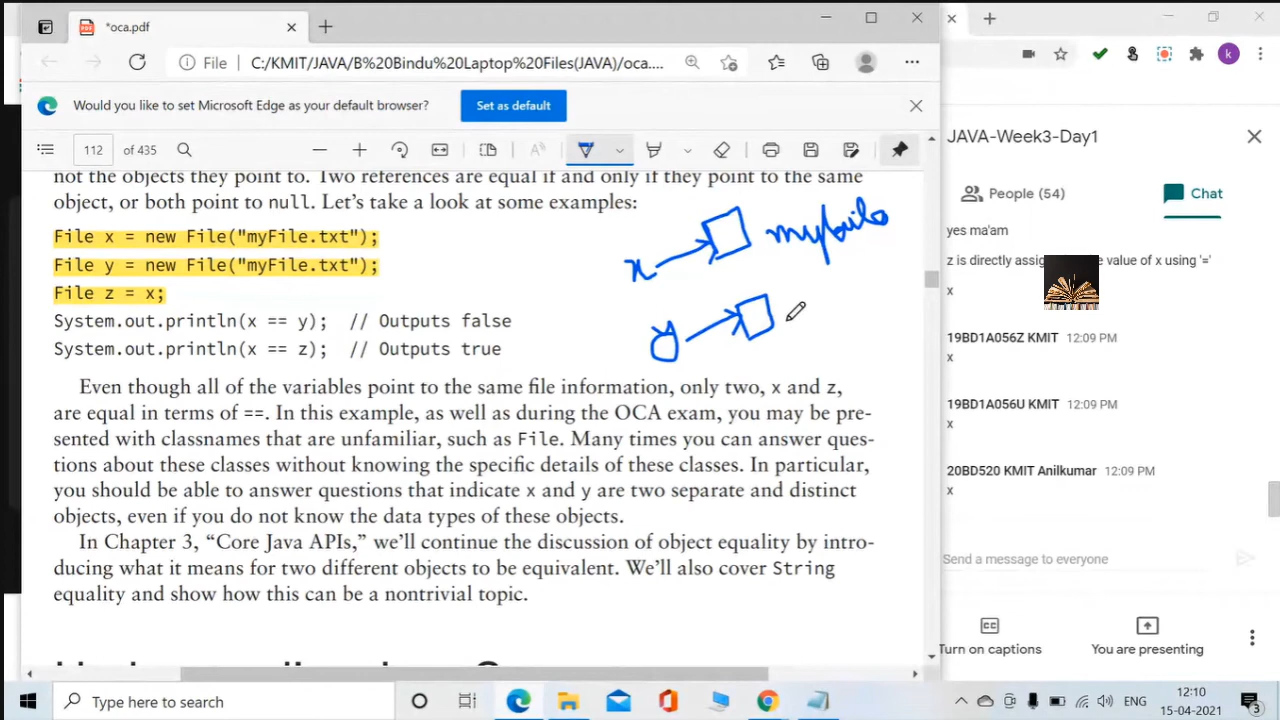 *oca.pdf
File
C:/KMIT/JAVA/B%20Bindu%20Laptop%20Files(JAVA)/oca....
Would you like to set Microsoft Edge as your default browser?
Set as default
112 of 435
not the objects they point to. Two references are equal if and only if they point to the same
object, or both point to null. Let's take a look at some examples:
File x = new File("myFile.txt");
File y = new File("myFile.txt");
File z = x;
System.out.println(x == y); // Outputs false
System.out.println(x == z); // Outputs true
x
y
Even though all of the variables point to the same file information, only two, x and z,
are equal in terms of ==. In this example, as well as during the OCA exam, you may be pre-
sented with classnames that are unfamiliar, such as File. Many times you can answer ques-
tions about these classes without knowing the specific details of these classes. In particular,
you should be able to answer questions that indicate x and y are two separate and distinct
objects, even if you do not know the data types of these objects.
In Chapter 3, “Core Java APIs,” we'll continue the discussion of object equality by intro-
ducing what it means for two different objects to be equivalent. We'll also cover String
equality and show how this can be a nontrivial topic.
k
JAVA-Week3-Day1
People (54)
Chat
yes ma'am
z is directly value of x using '='
x
19BD1A056Z KMIT 12:09 PM
x
19BD1A056U KMIT 12:09 PM
x
20BD520 KMIT Anilkumar 12:09 PM
x
Send a message to everyone
Turn on captions
You are presenting
Type here to search
ENG
12:10
15-04-2021
3